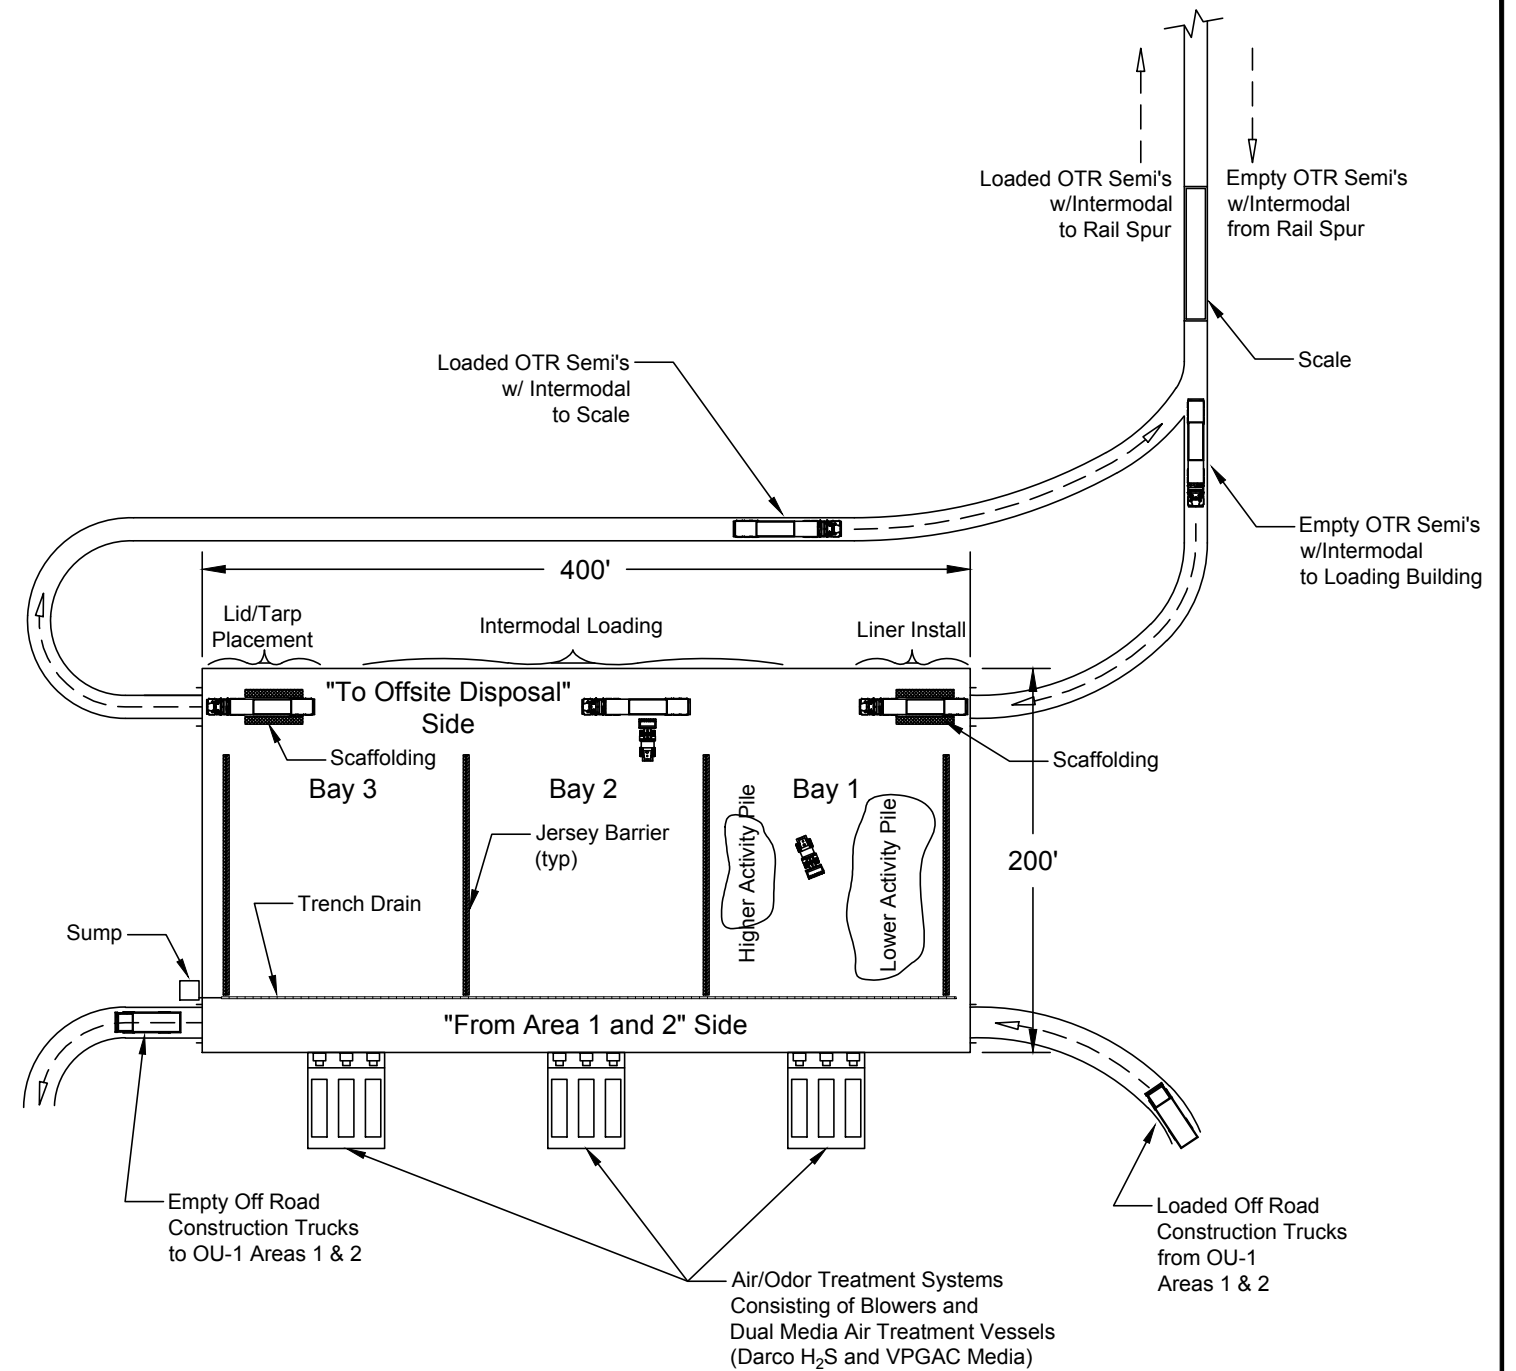 Loaded OTR Semi's
w/Intermodal
to Rail Spur
Empty OTR Semi's
w/Intermodal
from Rail Spur
Scale
Loaded OTR Semi's
w/ Intermodal
to Scale
Empty OTR Semi's
w/Intermodal
to Loading Building
400'
Lid/Tarp
Placement
Intermodal Loading
Liner Install
"To Offsite Disposal"
Side
Scaffolding
Scaffolding
Bay 3
Bay 2
Bay 1
Higher Activity Pile
Lower Activity Pile
Jersey Barrier
(typ)
200'
Trench Drain
Sump
"From Area 1 and 2" Side
Empty Off Road
Construction Trucks
to OU-1 Areas 1 & 2
Loaded Off Road
Construction Trucks
from OU-1
Areas 1 & 2
Air/Odor Treatment Systems
Consisting of Blowers and
Dual Media Air Treatment Vessels
(Darco H₂S and VPGAC Media)